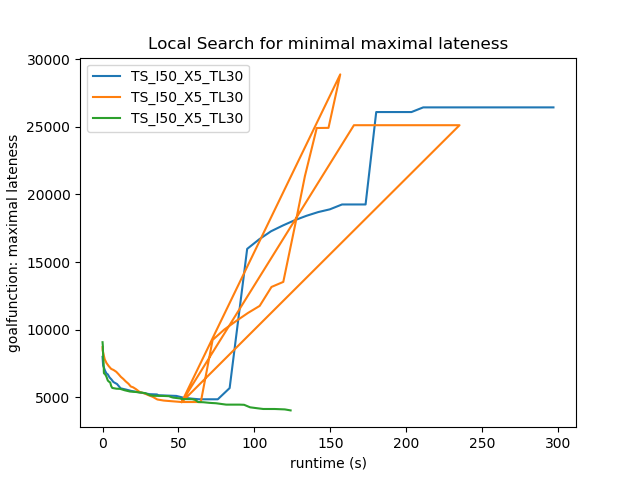 Local Search for minimal maximal lateness
goalfunction: maximal lateness
30000
25000
20000
15000
10000
5000
TS_I50_X5_TL30
TS_I50_X5_TL30
TS_I50_X5_TL30
0 50 100 150 200 250 300
runtime (s)